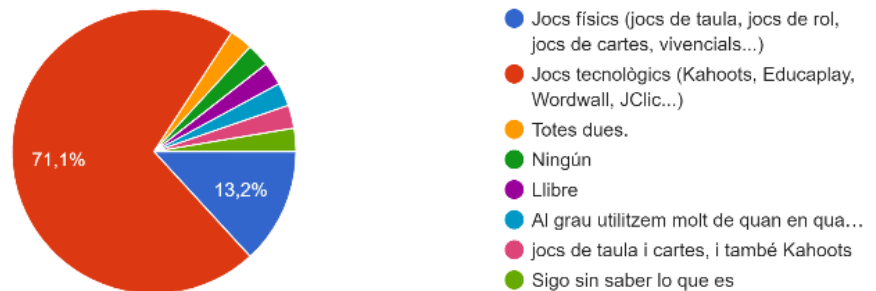 71,1%
13,2%
Jocs físics (jocs de taula, jocs de rol,
jocs de cartes, vivencials...)
Jocs tecnològics (Kahoots, Educaplay,
Wordwall, JClic...)
Totes dues.
Ningún
Llibre
Al grau utilitzem molt de quan en qua…
jocs de taula i cartes, i també Kahoots
Sigo sin saber lo que es